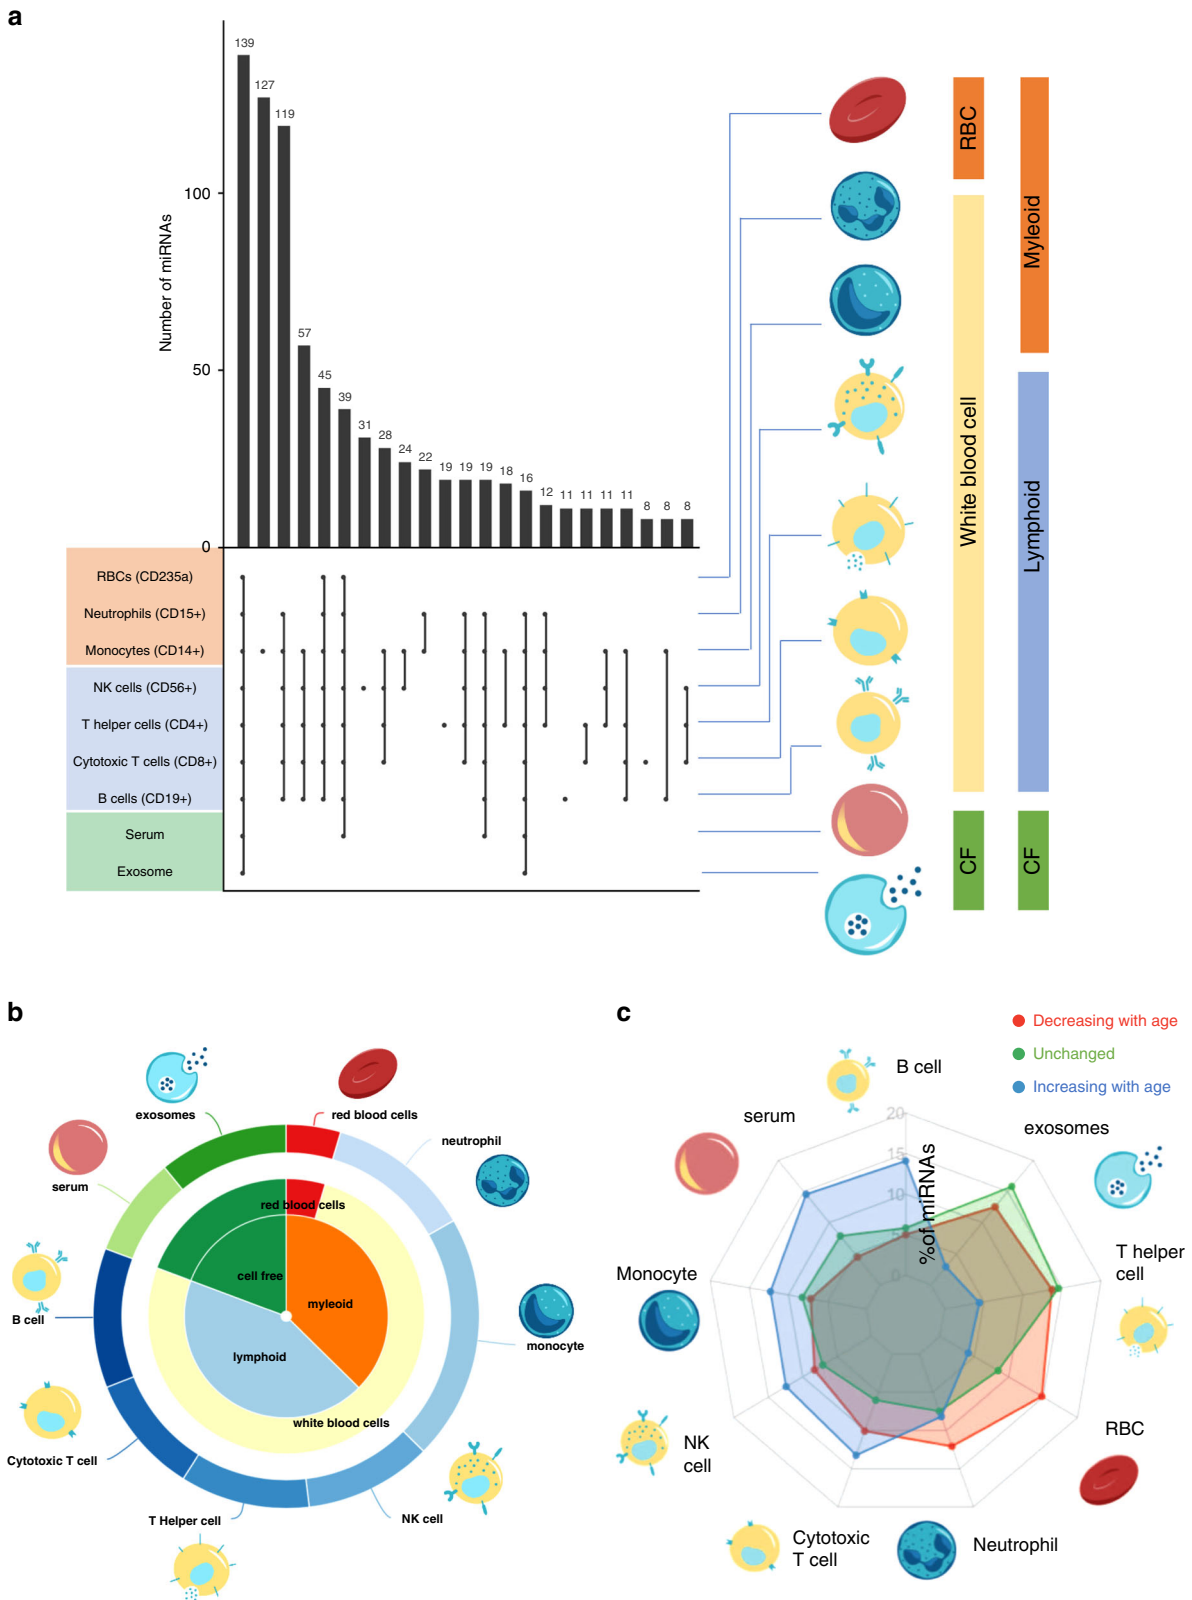 a
139
127
119
57
45
39
31
28
24
22
19
19
19
18
16
12
11
11
11
11
8
8
8
100
50
0
Number of miRNAs
RBCs (CD235a)
Neutrophils (CD15+)
Monocytes (CD14+)
NK cells (CD56+)
T helper cells (CD4+)
Cytotoxic T cells (CD8+)
B cells (CD19+)
Serum
Exosome
RBC
White blood cell
CF
Myleoid
Lymphoid
CF
b
exosomes
red blood cells
neutrophil
serum
red blood cells
cell free
myleoid
B cell
lymphoid
monocyte
white blood cells
Cytotoxic T cell
T Helper cell
NK cell
c
Decreasing with age
Unchanged
Increasing with age
B cell
serum
exosomes
20
15
10
5
0
%of miRNAs
Monocyte
T helper
cell
NK
cell
RBC
Cytotoxic
T cell
Neutrophil